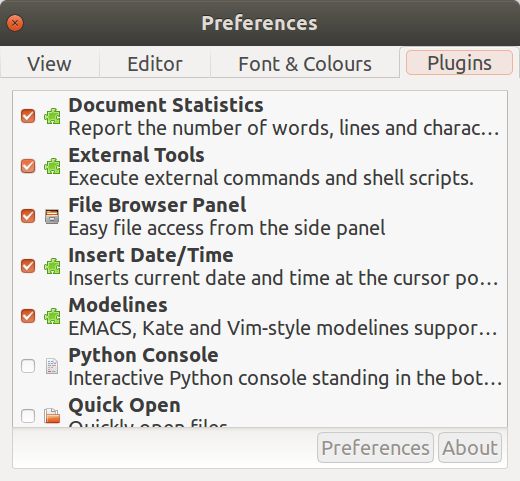 Preferences
View Editor Font & Colours Plugins
Document Statistics
Report the number of words, lines and charac…
External Tools
Execute external commands and shell scripts.
File Browser Panel
Easy file access from the side panel
Insert Date/Time
Inserts current date and time at the cursor po…
Modelines
EMACS, Kate and Vim-style modelines suppor…
Python Console
Interactive Python console standing in the bot…
Quick Open
Quickly open files
Preferences About